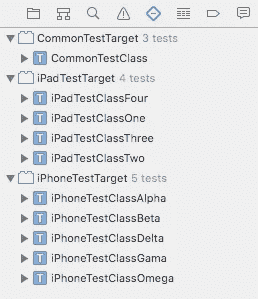 CommonTestTarget 3 tests
T CommonTestClass
iPadTestTarget 4 tests
T iPadTestClassFour
T iPadTestClassOne
T iPadTestClassThree
T iPadTestClassTwo
iPhoneTestTarget 5 tests
T iPhoneTestClassAlpha
T iPhoneTestClassBeta
T iPhoneTestClassDelta
T iPhoneTestClassGama
T iPhoneTestClassOmega